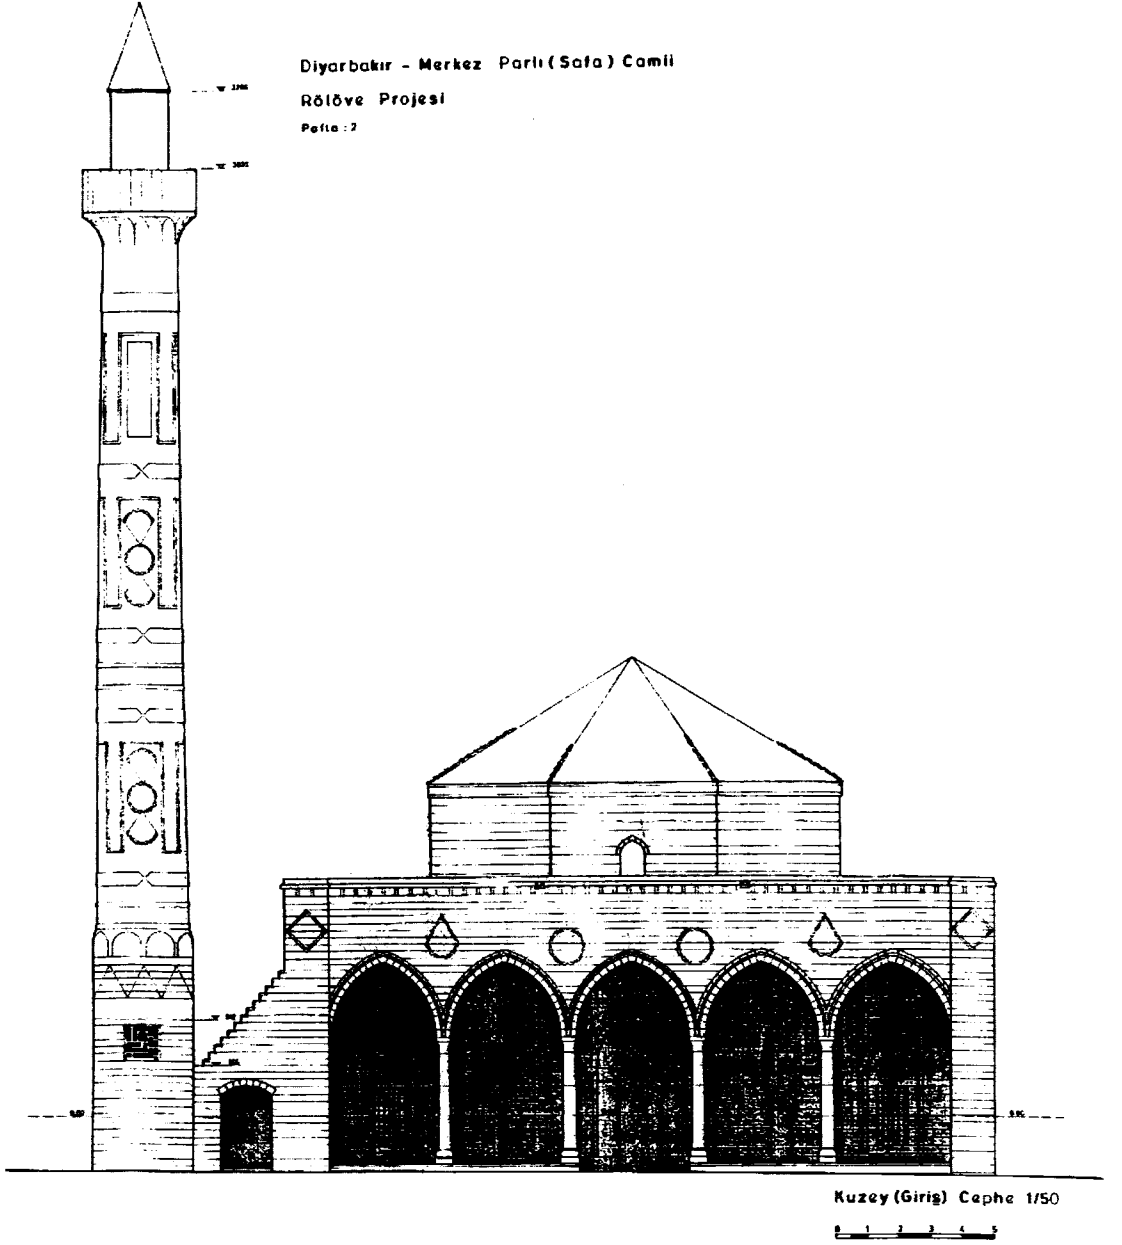 Diyarbakır - Merkez Parlı (Safa) Camii
Rölöve Projesi
Pafta : 2
Kuzey (Giriş) Cephe 1/50
0 1 2 3 4 5